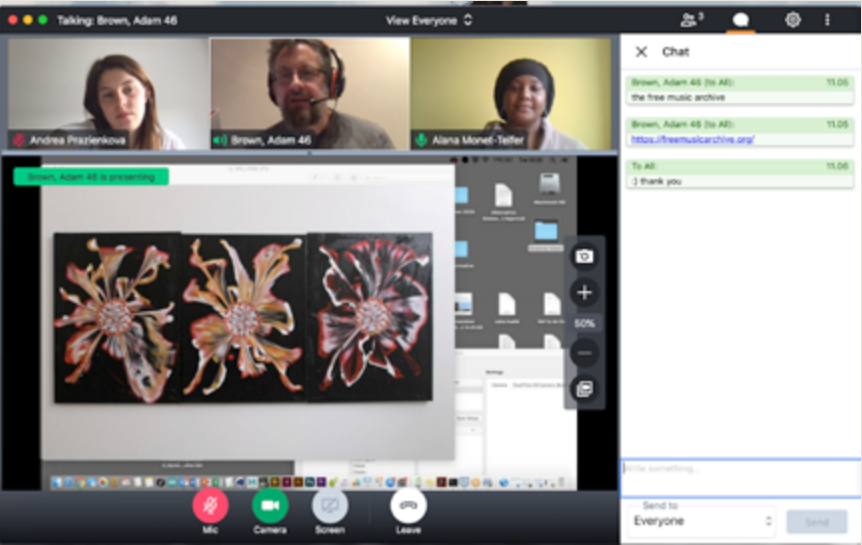 Talking: Brown, Adam 46
View Everyone
3
Chat
Andrea Prazienkova
Brown, Adam 46
Alana Monet-Telfer
Brown, Adam 46 (to All): 11.05
the free music archive
Brown, Adam 46 (to All): 11.05
https://freemusicarchive.org/
To All: 11.06
:) thank you
Brown, Adam 46 is presenting
50%
Write something...
Send to
Everyone
Send
Mic
Camera
Screen
Leave